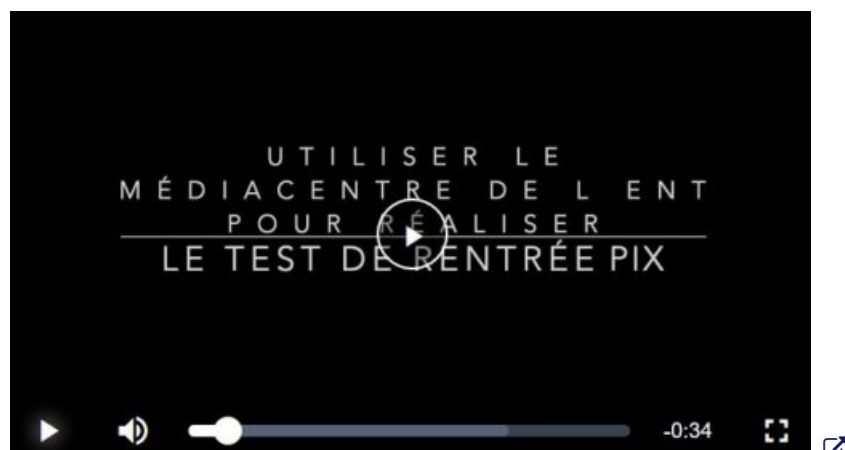 UTILISER LE
MÉDIACENTRE DE L ENT
POUR RÉALISER
LE TEST DE RENTRÉE PIX
-0:34